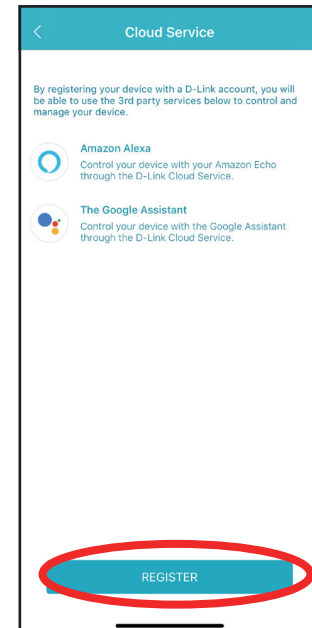 Cloud Service
By registering your device with a D-Link account, you will
be able to use the 3rd party services below to control and
manage your device.
Amazon Alexa
Control your device with your Amazon Echo
through the D-Link Cloud Service.
The Google Assistant
Control your device with the Google Assistant
through the D-Link Cloud Service.
REGISTER